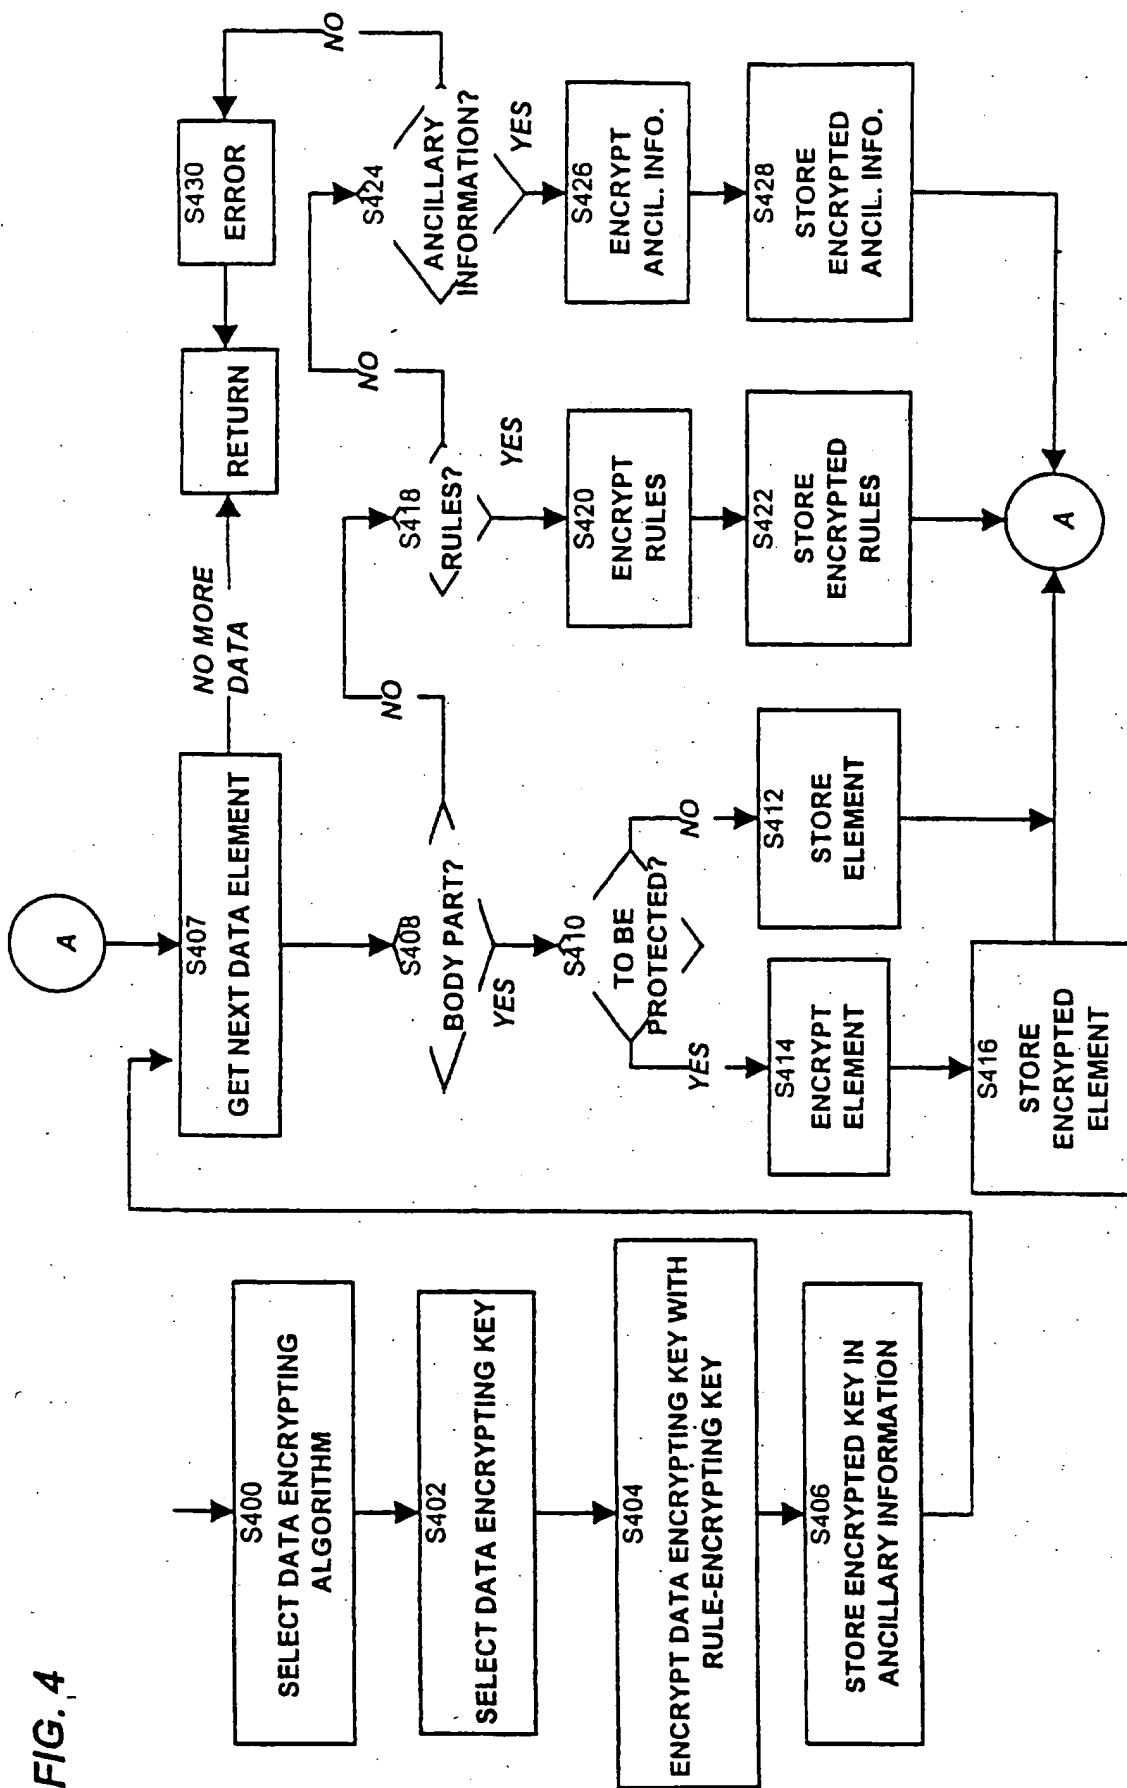 FIG. 4
S400
SELECT DATA ENCRYPTING
ALGORITHM
S402
SELECT DATA ENCRYPTING KEY
S404
ENCRYPT DATA ENCRYPTING KEY WITH
RULE-ENCRYPTING KEY
S406
STORE ENCRYPTED KEY IN
ANCILLARY INFORMATION
A
S407
GET NEXT DATA ELEMENT
NO MORE
DATA
RETURN
S430
ERROR
S408
BODY PART?
YES
NO
S410
TO BE
PROTECTED?
YES
NO
S414
ENCRYPT
ELEMENT
S416
STORE
ENCRYPTED
ELEMENT
S412
STORE
ELEMENT
S418
RULES?
YES
NO
S420
ENCRYPT
RULES
S422
STORE
ENCRYPTED
RULES
S424
ANCILLARY
INFORMATION?
YES
NO
S426
ENCRYPT
ANCIL. INFO.
S428
STORE
ENCRYPTED
ANCIL. INFO.
A